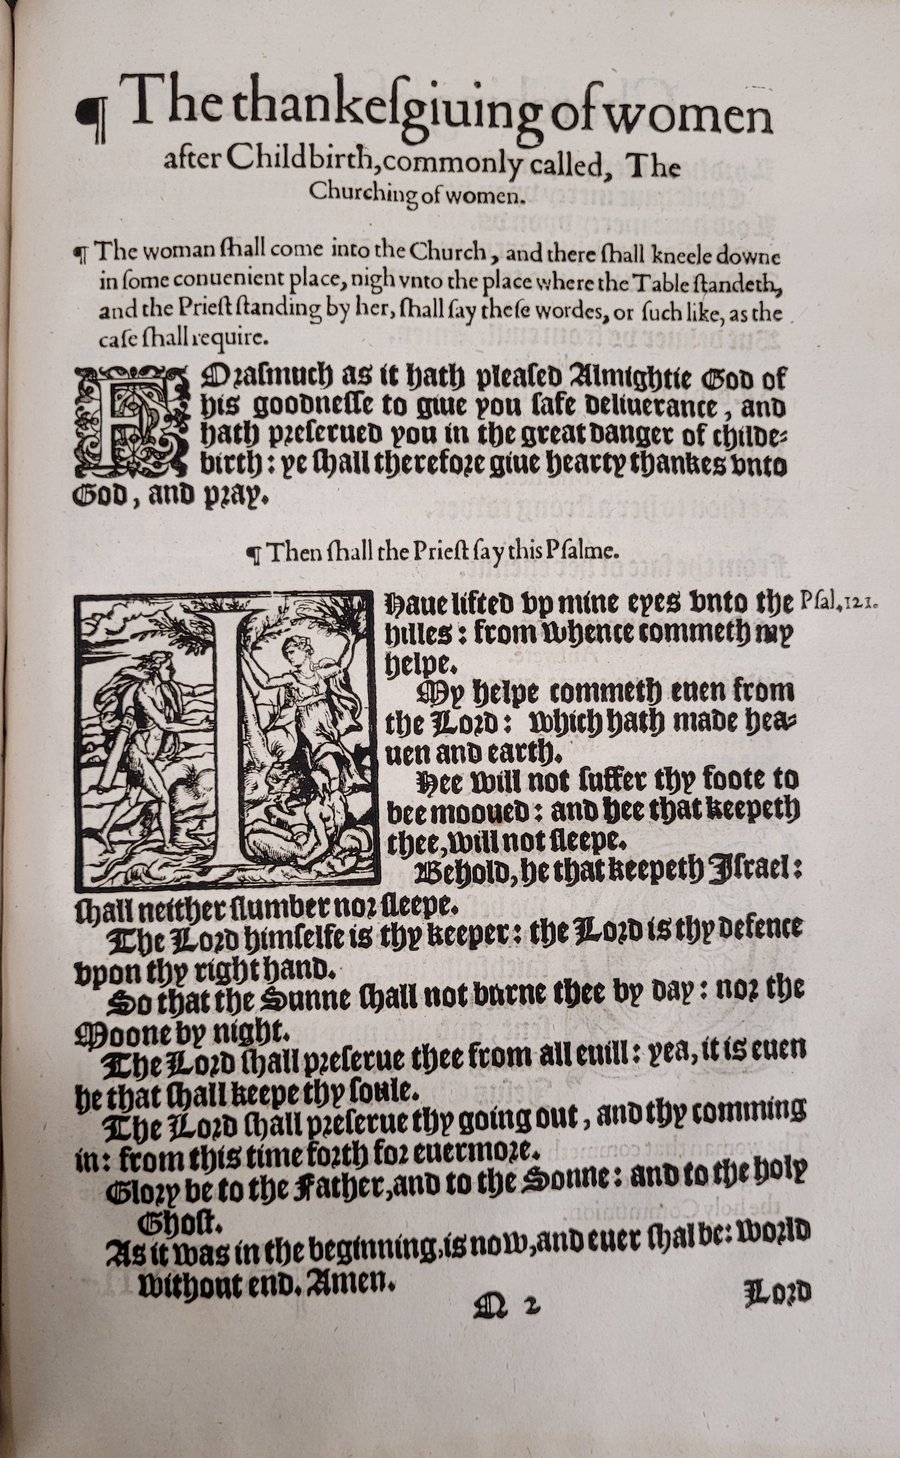 ¶ The thankeſgiuing of women
after Childbirth, commonly called, The
Churching of women.
¶ The woman ſhall come into the Church, and there ſhall kneele downe
in ſome conuenient place, nigh vnto the place where the Table ſtandeth,
and the Prieſt ſtanding by her, ſhall ſay theſe wordes, or ſuch like, as the
caſe ſhall require.
FOraſmuch as it hath pleaſed Almightie God of
his goodneſſe to giue you ſafe deliuerance, and
hath preſerued you in the great danger of childe-
birth: ye ſhall therefore giue hearty thankes vnto
God, and pray.
¶ Then ſhall the Prieſt ſay this Pſalme.
I Haue lifted vp mine eyes vnto the Pſal.121.
hilles: from whence commeth my
helpe.
My helpe commeth euen from
the Lord: which hath made hea-
uen and earth.
Hee will not ſuffer thy foote to
bee mooued: and hee that keepeth
thee, will not ſleepe.
Behold, he that keepeth Iſrael:
ſhall neither ſlumber nor ſleepe.
The Lord himſelfe is thy keeper: the Lord is thy defence
vpon thy right hand.
So that the Sunne ſhall not burne thee by day: nor the
Moone by night.
The Lord ſhall preſerue thee from all euill: yea, it is euen
he that ſhall keepe thy ſoule.
The Lord ſhall preſerue thy going out, and thy comming
in: from this time forth for euermore.
Glory be to the Father, and to the Sonne: and to the holy
Ghoſt.
As it was in the beginning, is now, and euer ſhal be: world
without end. Amen.
N 2 Lord